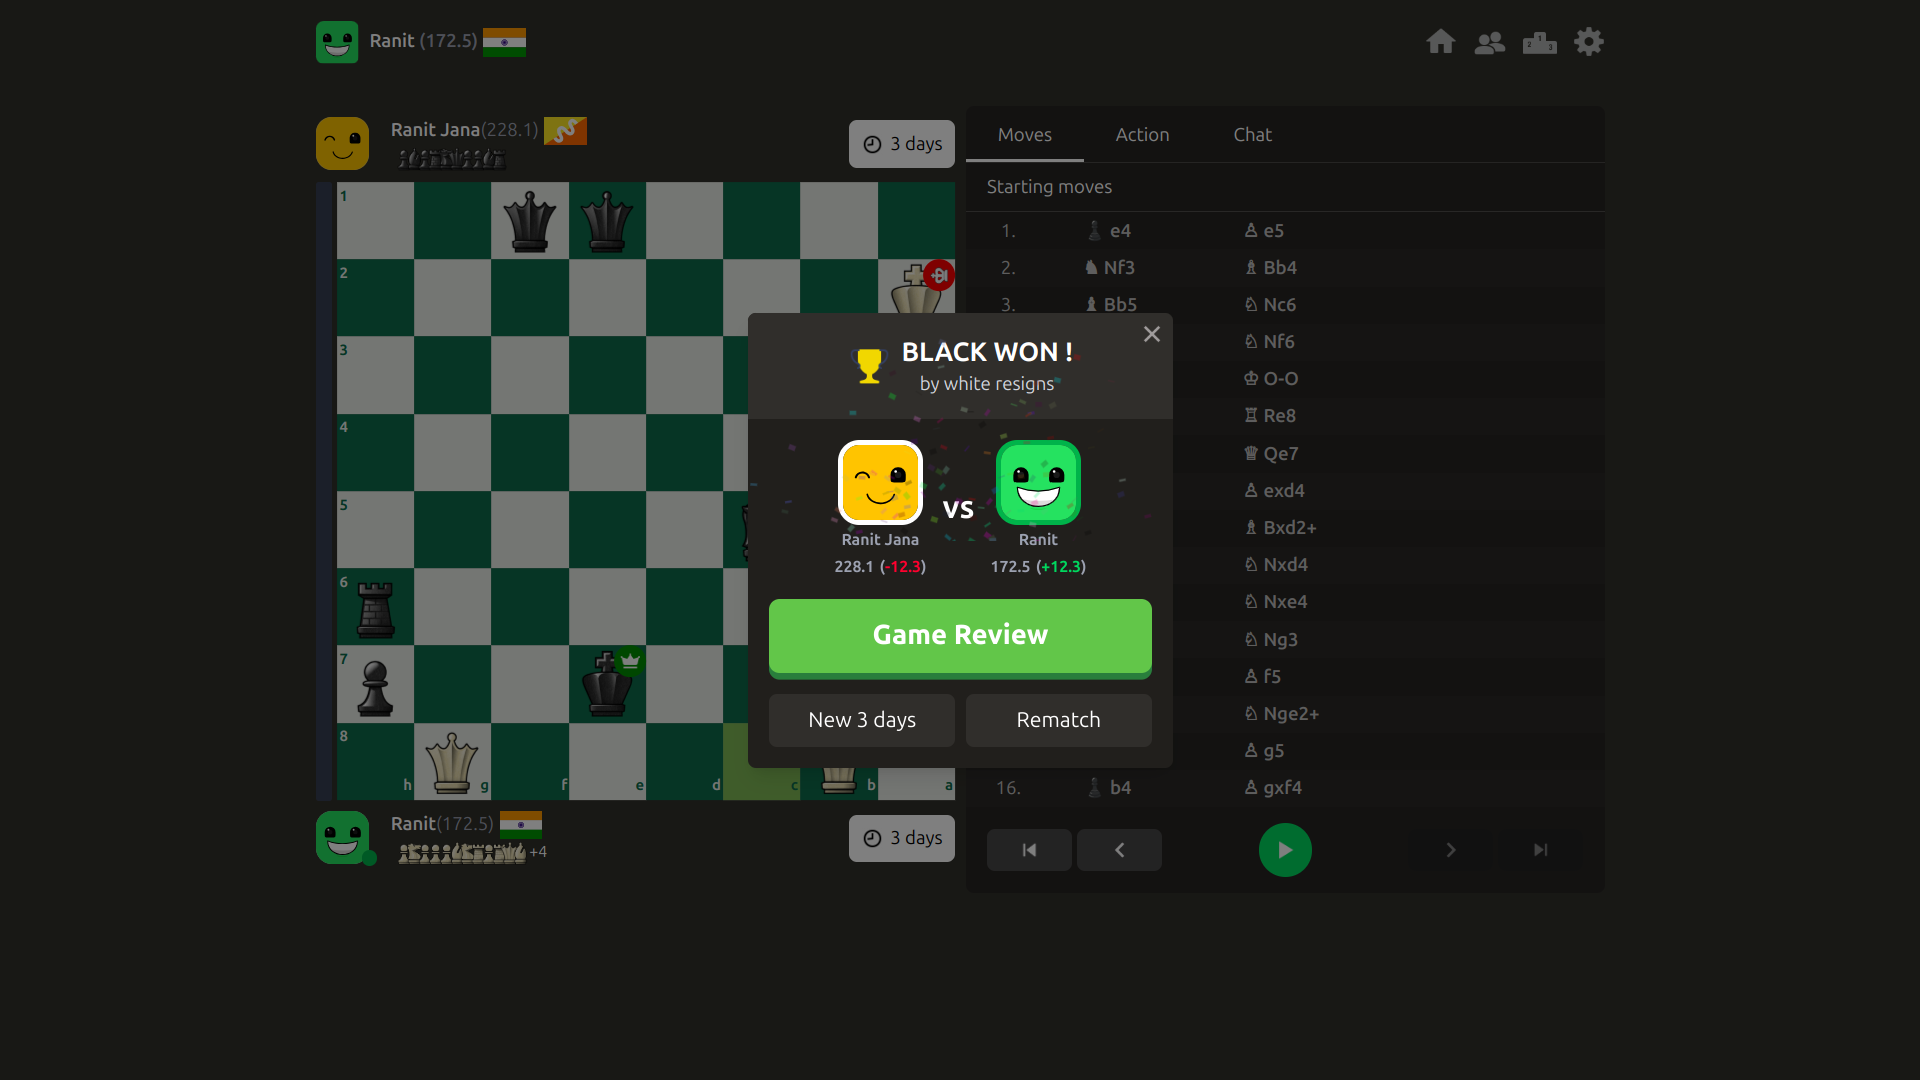 Ranit (172.5)
Ranit Jana(228.1)
3 days
Moves Action Chat
Starting moves
1. e4 e5
2. Nf3 Bb4
3. Bb5 Nc6
Nf6
O-O
Re8
Qe7
exd4
Bxd2+
Nxd4
Nxe4
Ng3
f5
Nge2+
g5
16. b4 gxf4
BLACK WON !
by white resigns
vs
Ranit Jana Ranit
228.1 (-12.3) 172.5 (+12.3)
Game Review
New 3 days Rematch
1
2
3
4
5
6
7
8
h g f e d c b a
Ranit(172.5)
+4
3 days